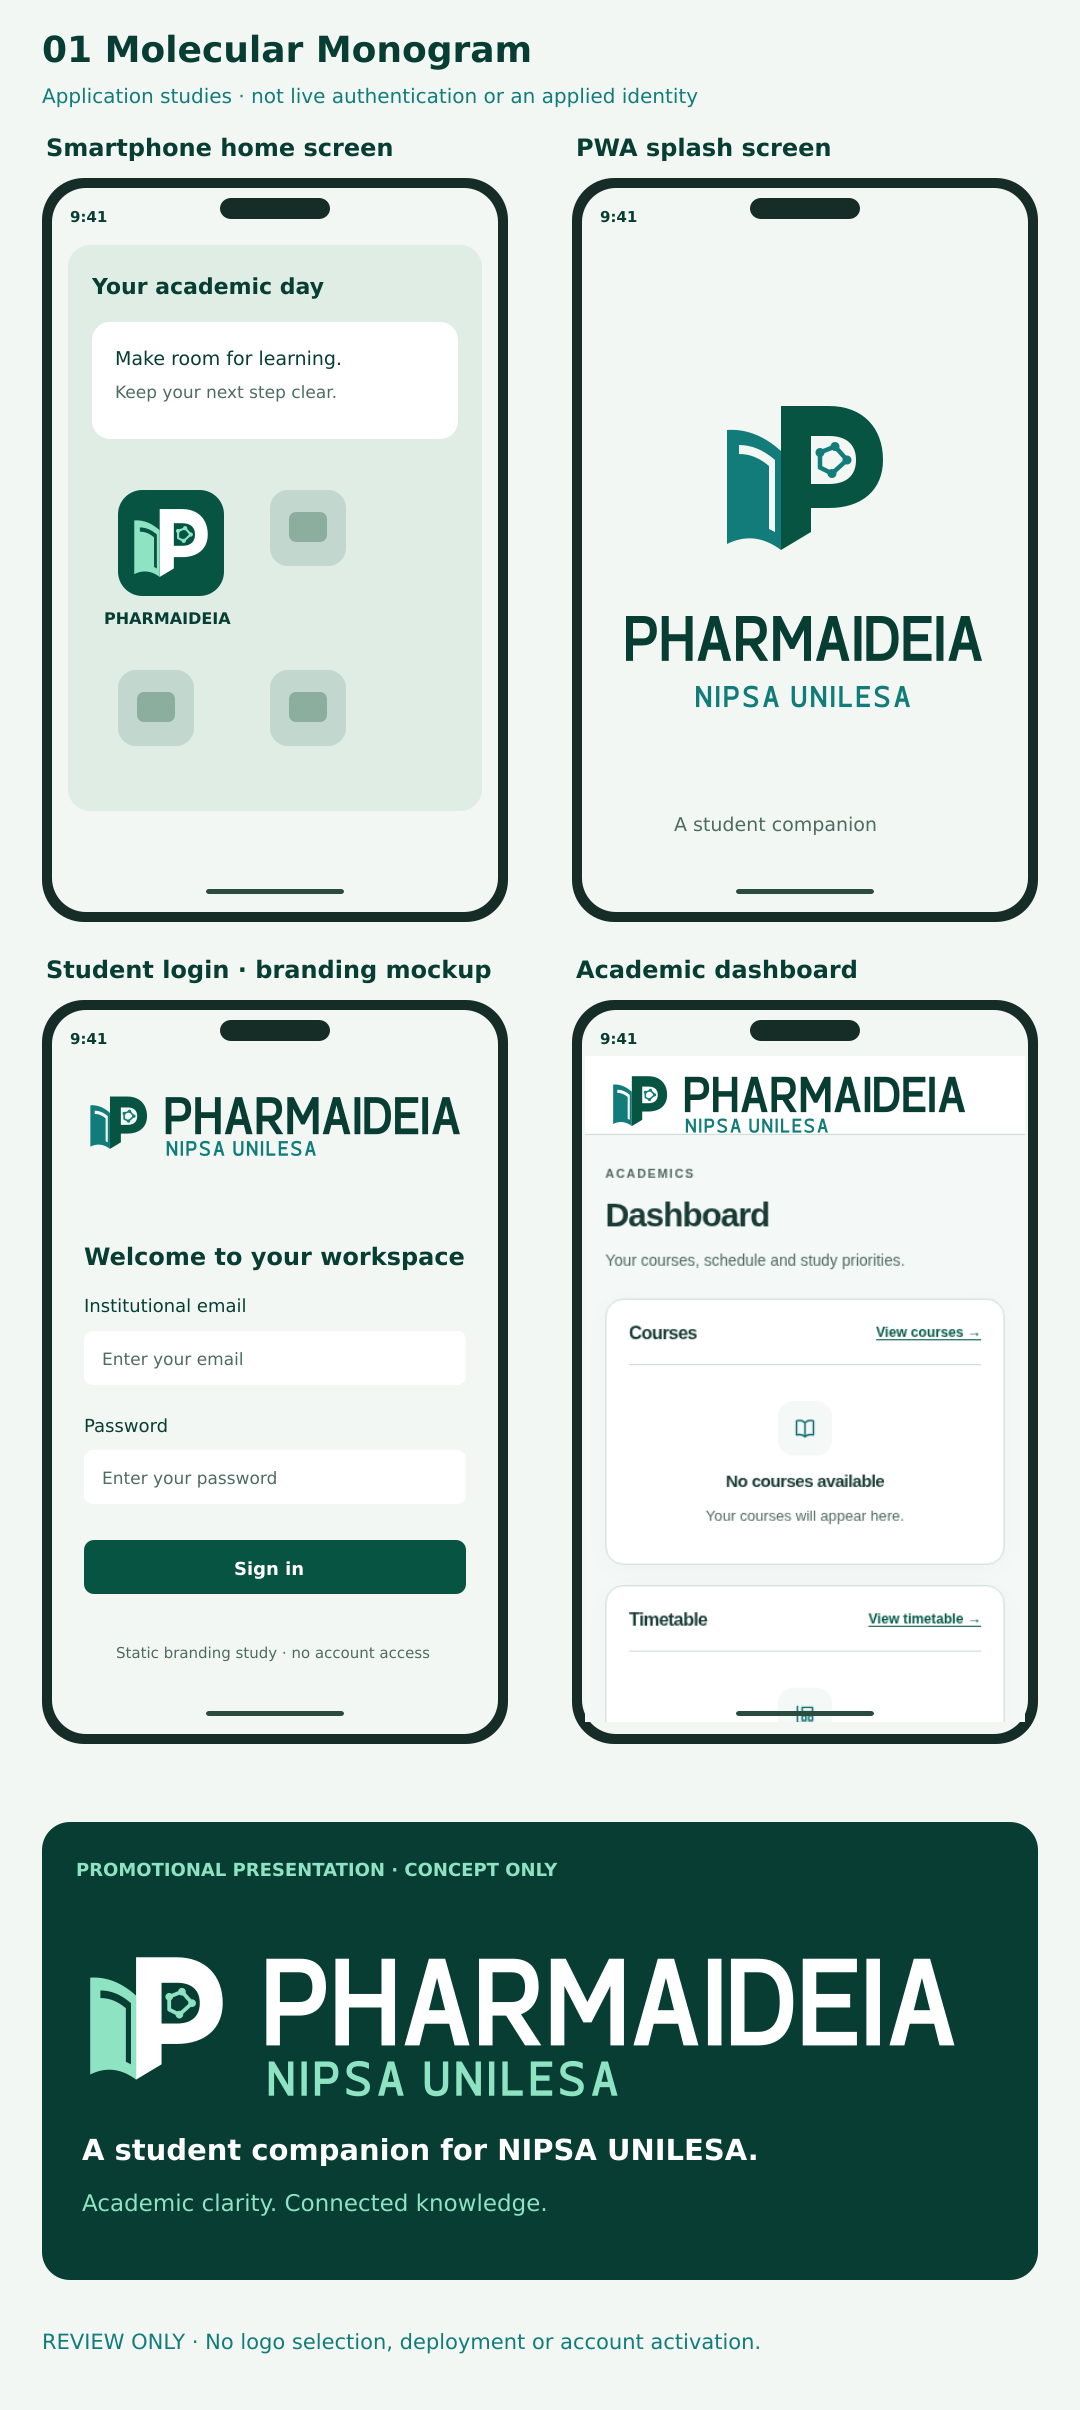 01 Molecular Monogram
Application studies · not live authentication or an applied identity
Smartphone home screen
9:41
Your academic day
Make room for learning.
Keep your next step clear.
PHARMAIDEIA
PWA splash screen
9:41
PHARMAIDEIA
NIPSA UNILESA
A student companion
Student login · branding mockup
9:41
PHARMAIDEIA
NIPSA UNILESA
Welcome to your workspace
Institutional email
Enter your email
Password
Enter your password
Sign in
Static branding study · no account access
Academic dashboard
9:41
PHARMAIDEIA
NIPSA UNILESA
ACADEMICS
Dashboard
Your courses, schedule and study priorities.
Courses
View courses →
No courses available
Your courses will appear here.
Timetable
View timetable →
PROMOTIONAL PRESENTATION · CONCEPT ONLY
PHARMAIDEIA
NIPSA UNILESA
A student companion for NIPSA UNILESA.
Academic clarity. Connected knowledge.
REVIEW ONLY · No logo selection, deployment or account activation.